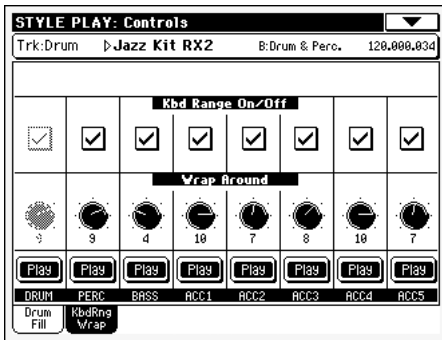 STYLE PLAY: Controls
Trk:Drum ▷Jazz Kit RX2 B:Drum & Perc. 120.000.034
Kbd Range On/Off
Wrap Around
9 9 4 10 7 8 10 7
Play Play Play Play Play Play Play Play
DRUM PERC BASS ACC1 ACC2 ACC3 ACC4 ACC5
Drum Fill KbdRng Wrap